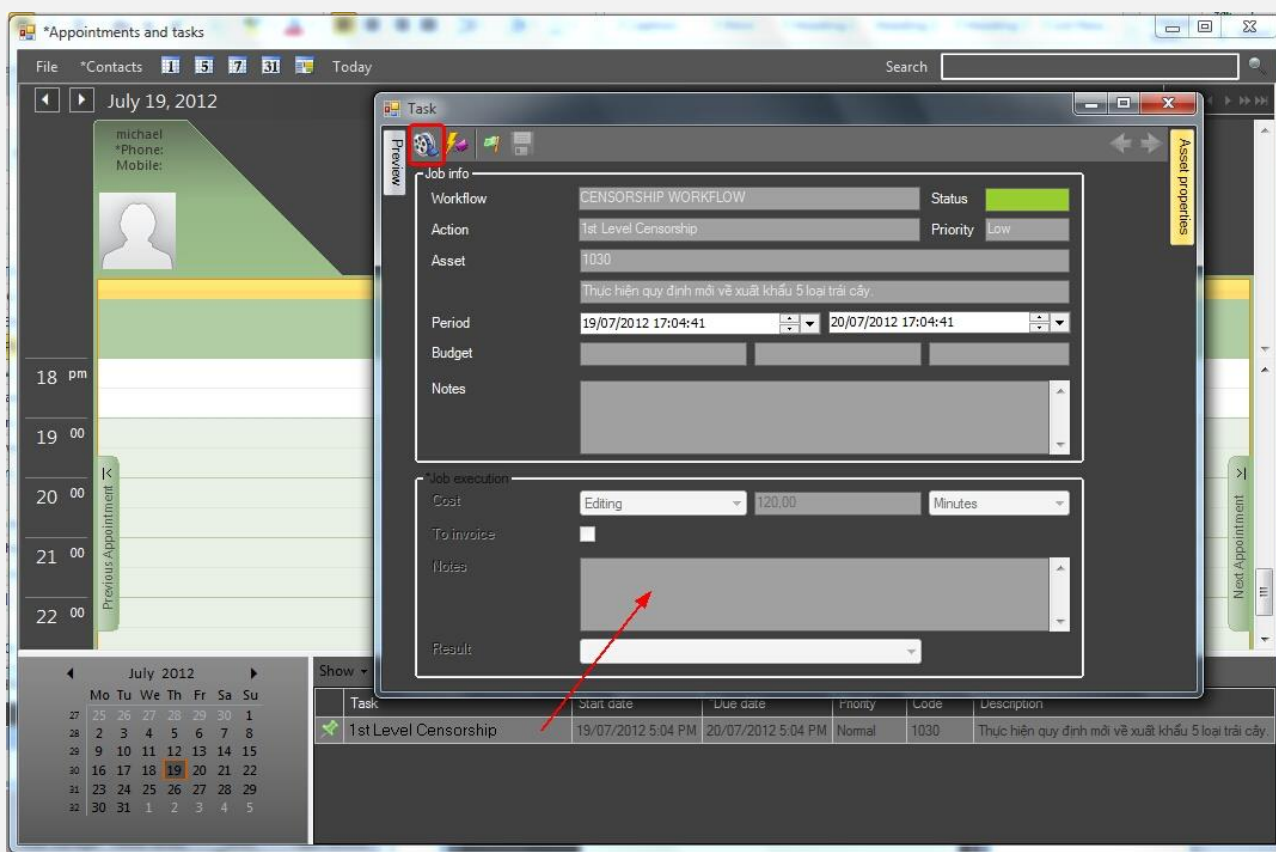 *Appointments and tasks
File *Contacts 1 5 7 31 Today Search
July 19, 2012
michael
*Phone:
Mobile:
18 pm
19 00
20 00
21 00
22 00
Previous Appointment
Next Appointment
Task
Preview
Asset properties
Job info
Workflow CENSORSHIP WORKFLOW Status
Action 1st Level Censorship Priority Low
Asset 1030
Thực hiện quy định mới về xuất khẩu 5 loại trái cây.
Period 19/07/2012 17:04:41 20/07/2012 17:04:41
Budget
Notes
*Job execution
Cost Editing 120,00 Minutes
To invoice
Notes
Result
July 2012
Mo Tu We Th Fr Sa Su
27 25 26 27 28 29 30 1
28 2 3 4 5 6 7 8
29 9 10 11 12 13 14 15
30 16 17 18 19 20 21 22
31 23 24 25 26 27 28 29
32 30 31 1 2 3 4 5
Show
Task Start date *Due date Priority Code Description
1st Level Censorship 19/07/2012 5:04 PM 20/07/2012 5:04 PM Normal 1030 Thực hiện quy định mới về xuất khẩu 5 loại trái cây.